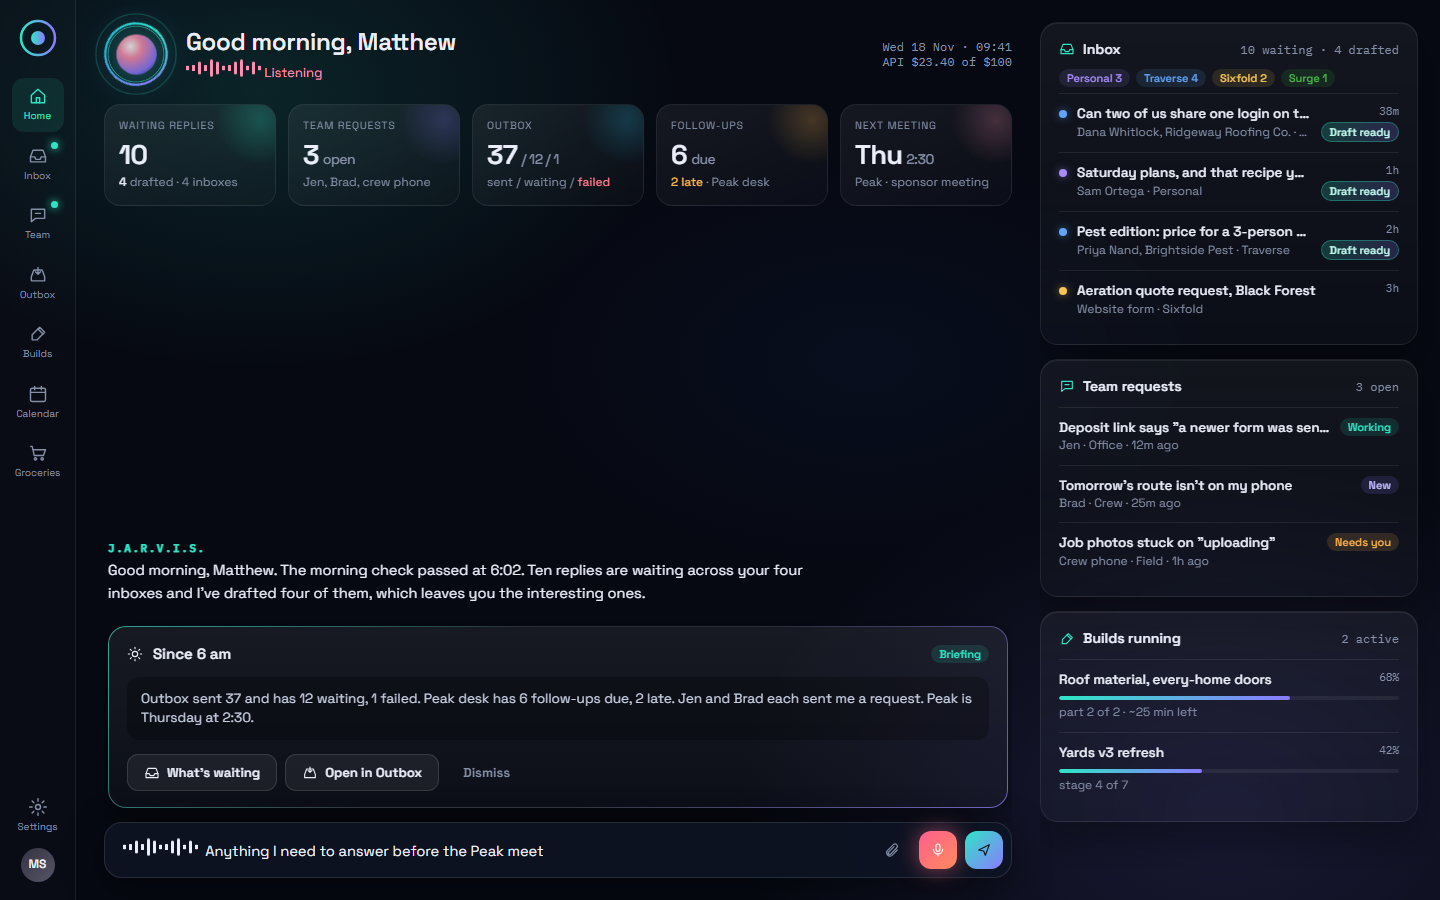 Good morning, Matthew
Listening
Wed 18 Nov · 09:41
API $23.40 of $100
Home
Inbox
Team
Outbox
Builds
Calendar
Groceries
Settings
MS
WAITING REPLIES
10
4 drafted · 4 inboxes
TEAM REQUESTS
3 open
Jen, Brad, crew phone
OUTBOX
37 / 12 / 1
sent / waiting / failed
FOLLOW-UPS
6 due
2 late · Peak desk
NEXT MEETING
Thu 2:30
Peak · sponsor meeting
J.A.R.V.I.S.
Good morning, Matthew. The morning check passed at 6:02. Ten replies are waiting across your four
inboxes and I've drafted four of them, which leaves you the interesting ones.
Since 6 am
Briefing
Outbox sent 37 and has 12 waiting, 1 failed. Peak desk has 6 follow-ups due, 2 late. Jen and Brad each sent me a request. Peak is
Thursday at 2:30.
What's waiting
Open in Outbox
Dismiss
Anything I need to answer before the Peak meet
Inbox
10 waiting · 4 drafted
Personal 3
Traverse 4
Sixfold 2
Surge 1
Can two of us share one login on t...
38m
Dana Whitlock, Ridgeway Roofing Co. · ...
Draft ready
Saturday plans, and that recipe y...
1h
Sam Ortega · Personal
Draft ready
Pest edition: price for a 3-person ...
2h
Priya Nand, Brightside Pest · Traverse
Draft ready
Aeration quote request, Black Forest
3h
Website form · Sixfold
Team requests
3 open
Deposit link says "a newer form was sen...
Working
Jen · Office · 12m ago
Tomorrow's route isn't on my phone
New
Brad · Crew · 25m ago
Job photos stuck on "uploading"
Needs you
Crew phone · Field · 1h ago
Builds running
2 active
Roof material, every-home doors
68%
part 2 of 2 · ~25 min left
Yards v3 refresh
42%
stage 4 of 7